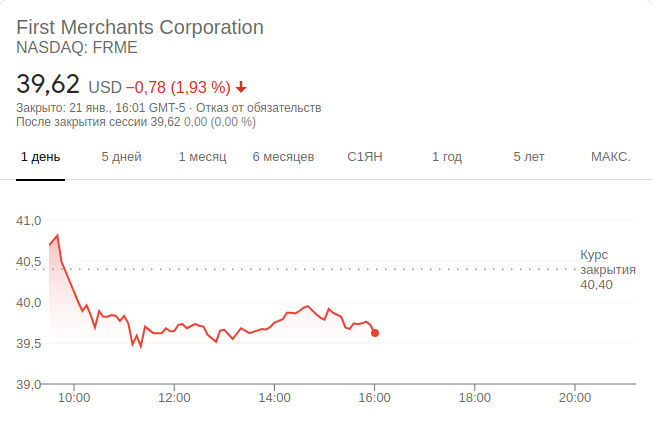 First Merchants Corporation
NASDAQ: FRME
39,62 USD −0,78 (1,93 %)
Закрыто: 21 янв., 16:01 GMT-5 · Отказ от обязательств
После закрытия сессии 39,62 0,00 (0,00 %)
1 день 5 дней 1 месяц 6 месяцев С1ЯН 1 год 5 лет МАКС.
41,0
40,5
40,0
39,5
39,0
Курс
закрытия
40,40
10:00 12:00 14:00 16:00 18:00 20:00